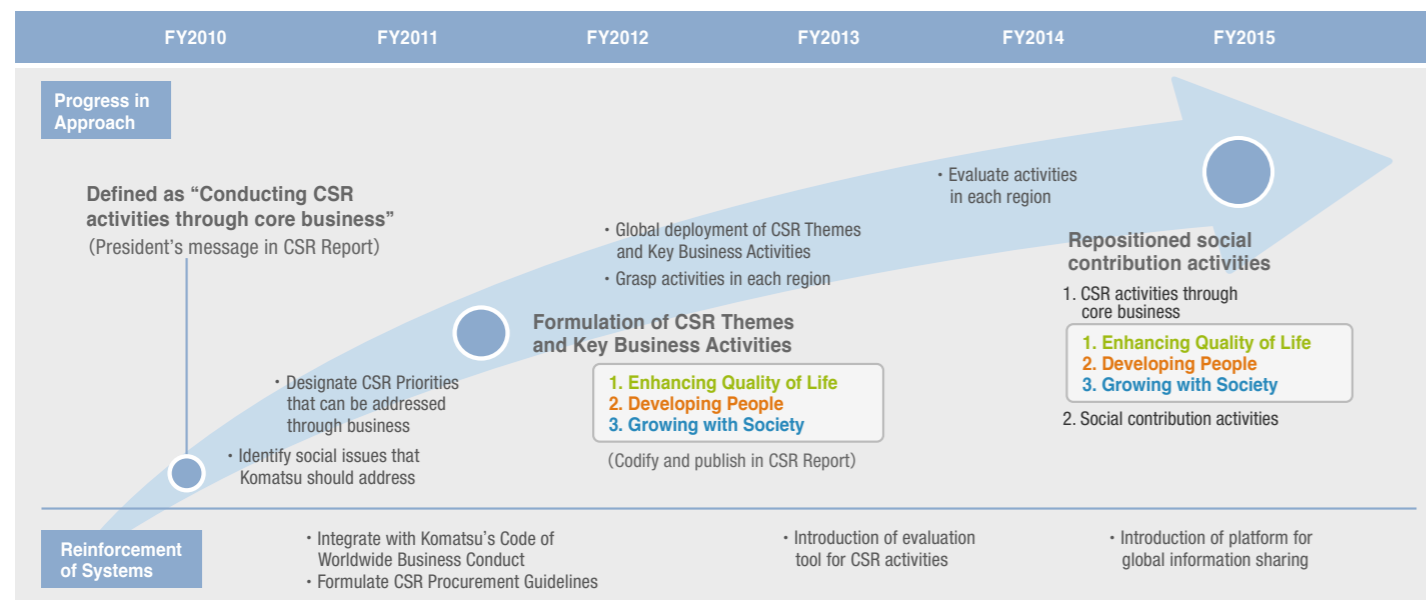 FY2010 FY2011 FY2012 FY2013 FY2014 FY2015
Progress in
Approach
Defined as “Conducting CSR
activities through core business”
(President’s message in CSR Report)
・Identify social issues that
Komatsu should address
・Designate CSR Priorities
that can be addressed
through business
Formulation of CSR Themes
and Key Business Activities
1. Enhancing Quality of Life
2. Developing People
3. Growing with Society
(Codify and publish in CSR Report)
・Global deployment of CSR Themes
and Key Business Activities
・Grasp activities in each region
・Evaluate activities
in each region
Repositioned social
contribution activities
1. CSR activities through
core business
1. Enhancing Quality of Life
2. Developing People
3. Growing with Society
2. Social contribution activities
Reinforcement
of Systems
・Integrate with Komatsu’s Code of
Worldwide Business Conduct
・Formulate CSR Procurement Guidelines
・Introduction of evaluation
tool for CSR activities
・Introduction of platform for
global information sharing